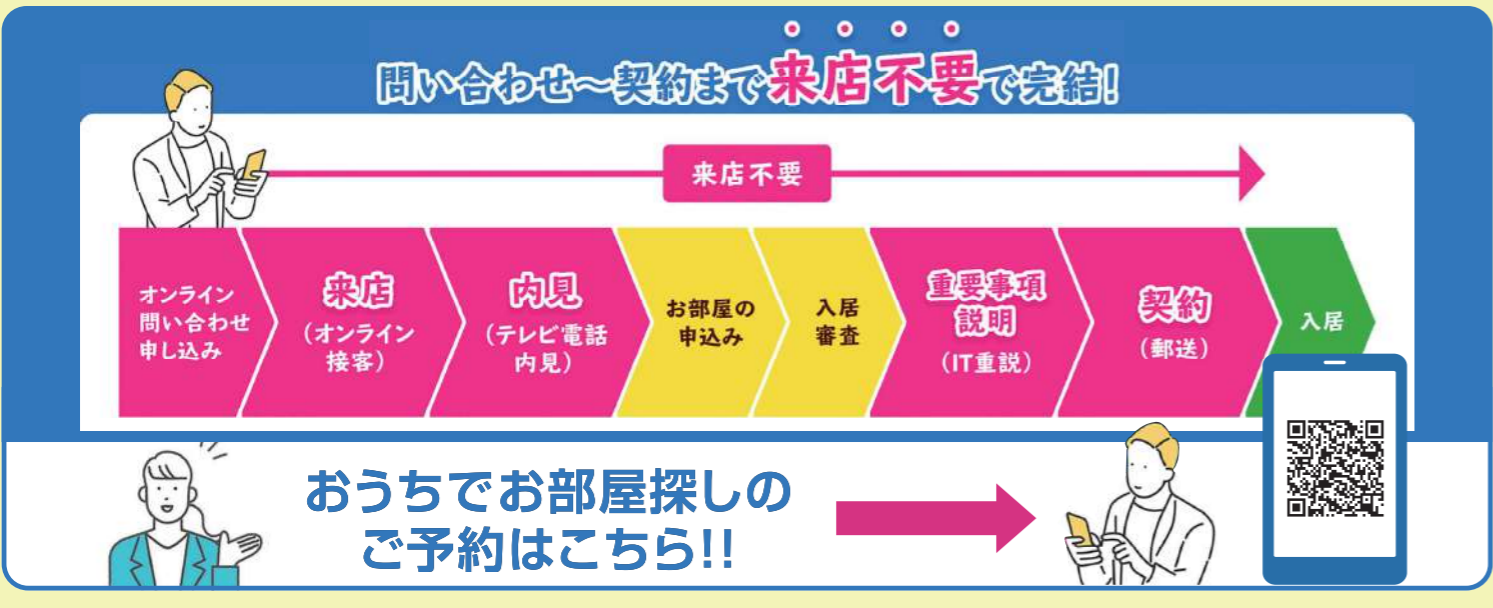 問い合わせ～契約まで来店不要で完結!
来店不要
オンライン
問い合わせ
申し込み
来店
（オンライン
接客）
内見
（テレビ電話
内見）
お部屋の
申込み
入居
審査
重要事項
説明
（IT重説）
契約
（郵送）
入居
おうちでお部屋探しの
ご予約はこちら!!